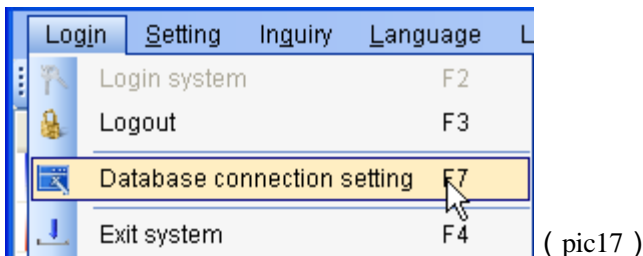 Login Setting Inquiry Language L
Login system F2
Logout F3
Database connection setting F7
Exit system F4
( pic17 )